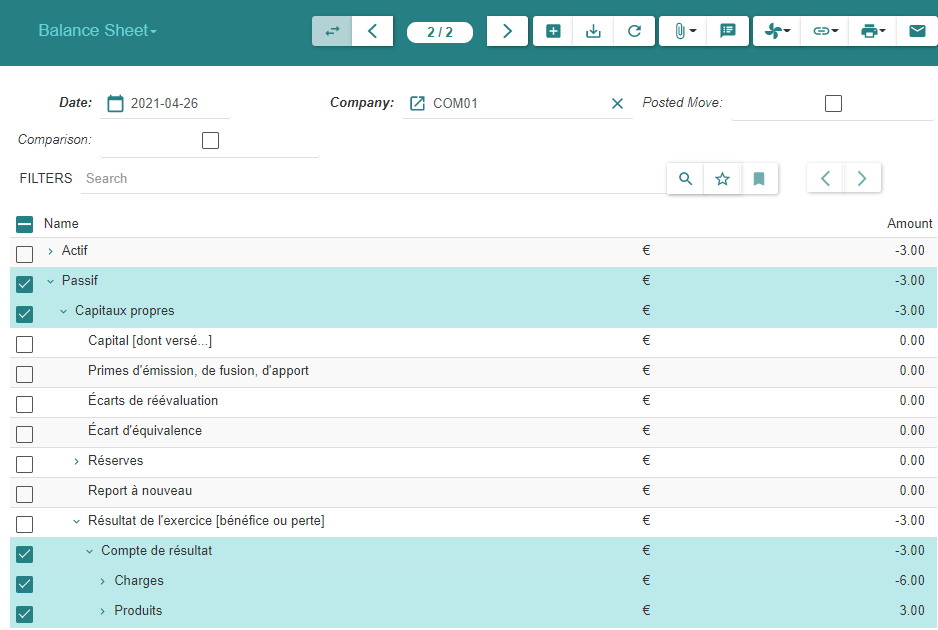 Balance Sheet
2 / 2
Date: 2021-04-26 Company: COM01 Posted Move:
Comparison:
FILTERS Search
Name Amount
Actif € -3.00
Passif € -3.00
Capitaux propres € -3.00
Capital [dont versé...] € 0.00
Primes d'émission, de fusion, d'apport € 0.00
Écarts de réévaluation € 0.00
Écart d'équivalence € 0.00
Réserves € 0.00
Report à nouveau € 0.00
Résultat de l'exercice [bénéfice ou perte] € -3.00
Compte de résultat € -3.00
Charges € -6.00
Produits € 3.00